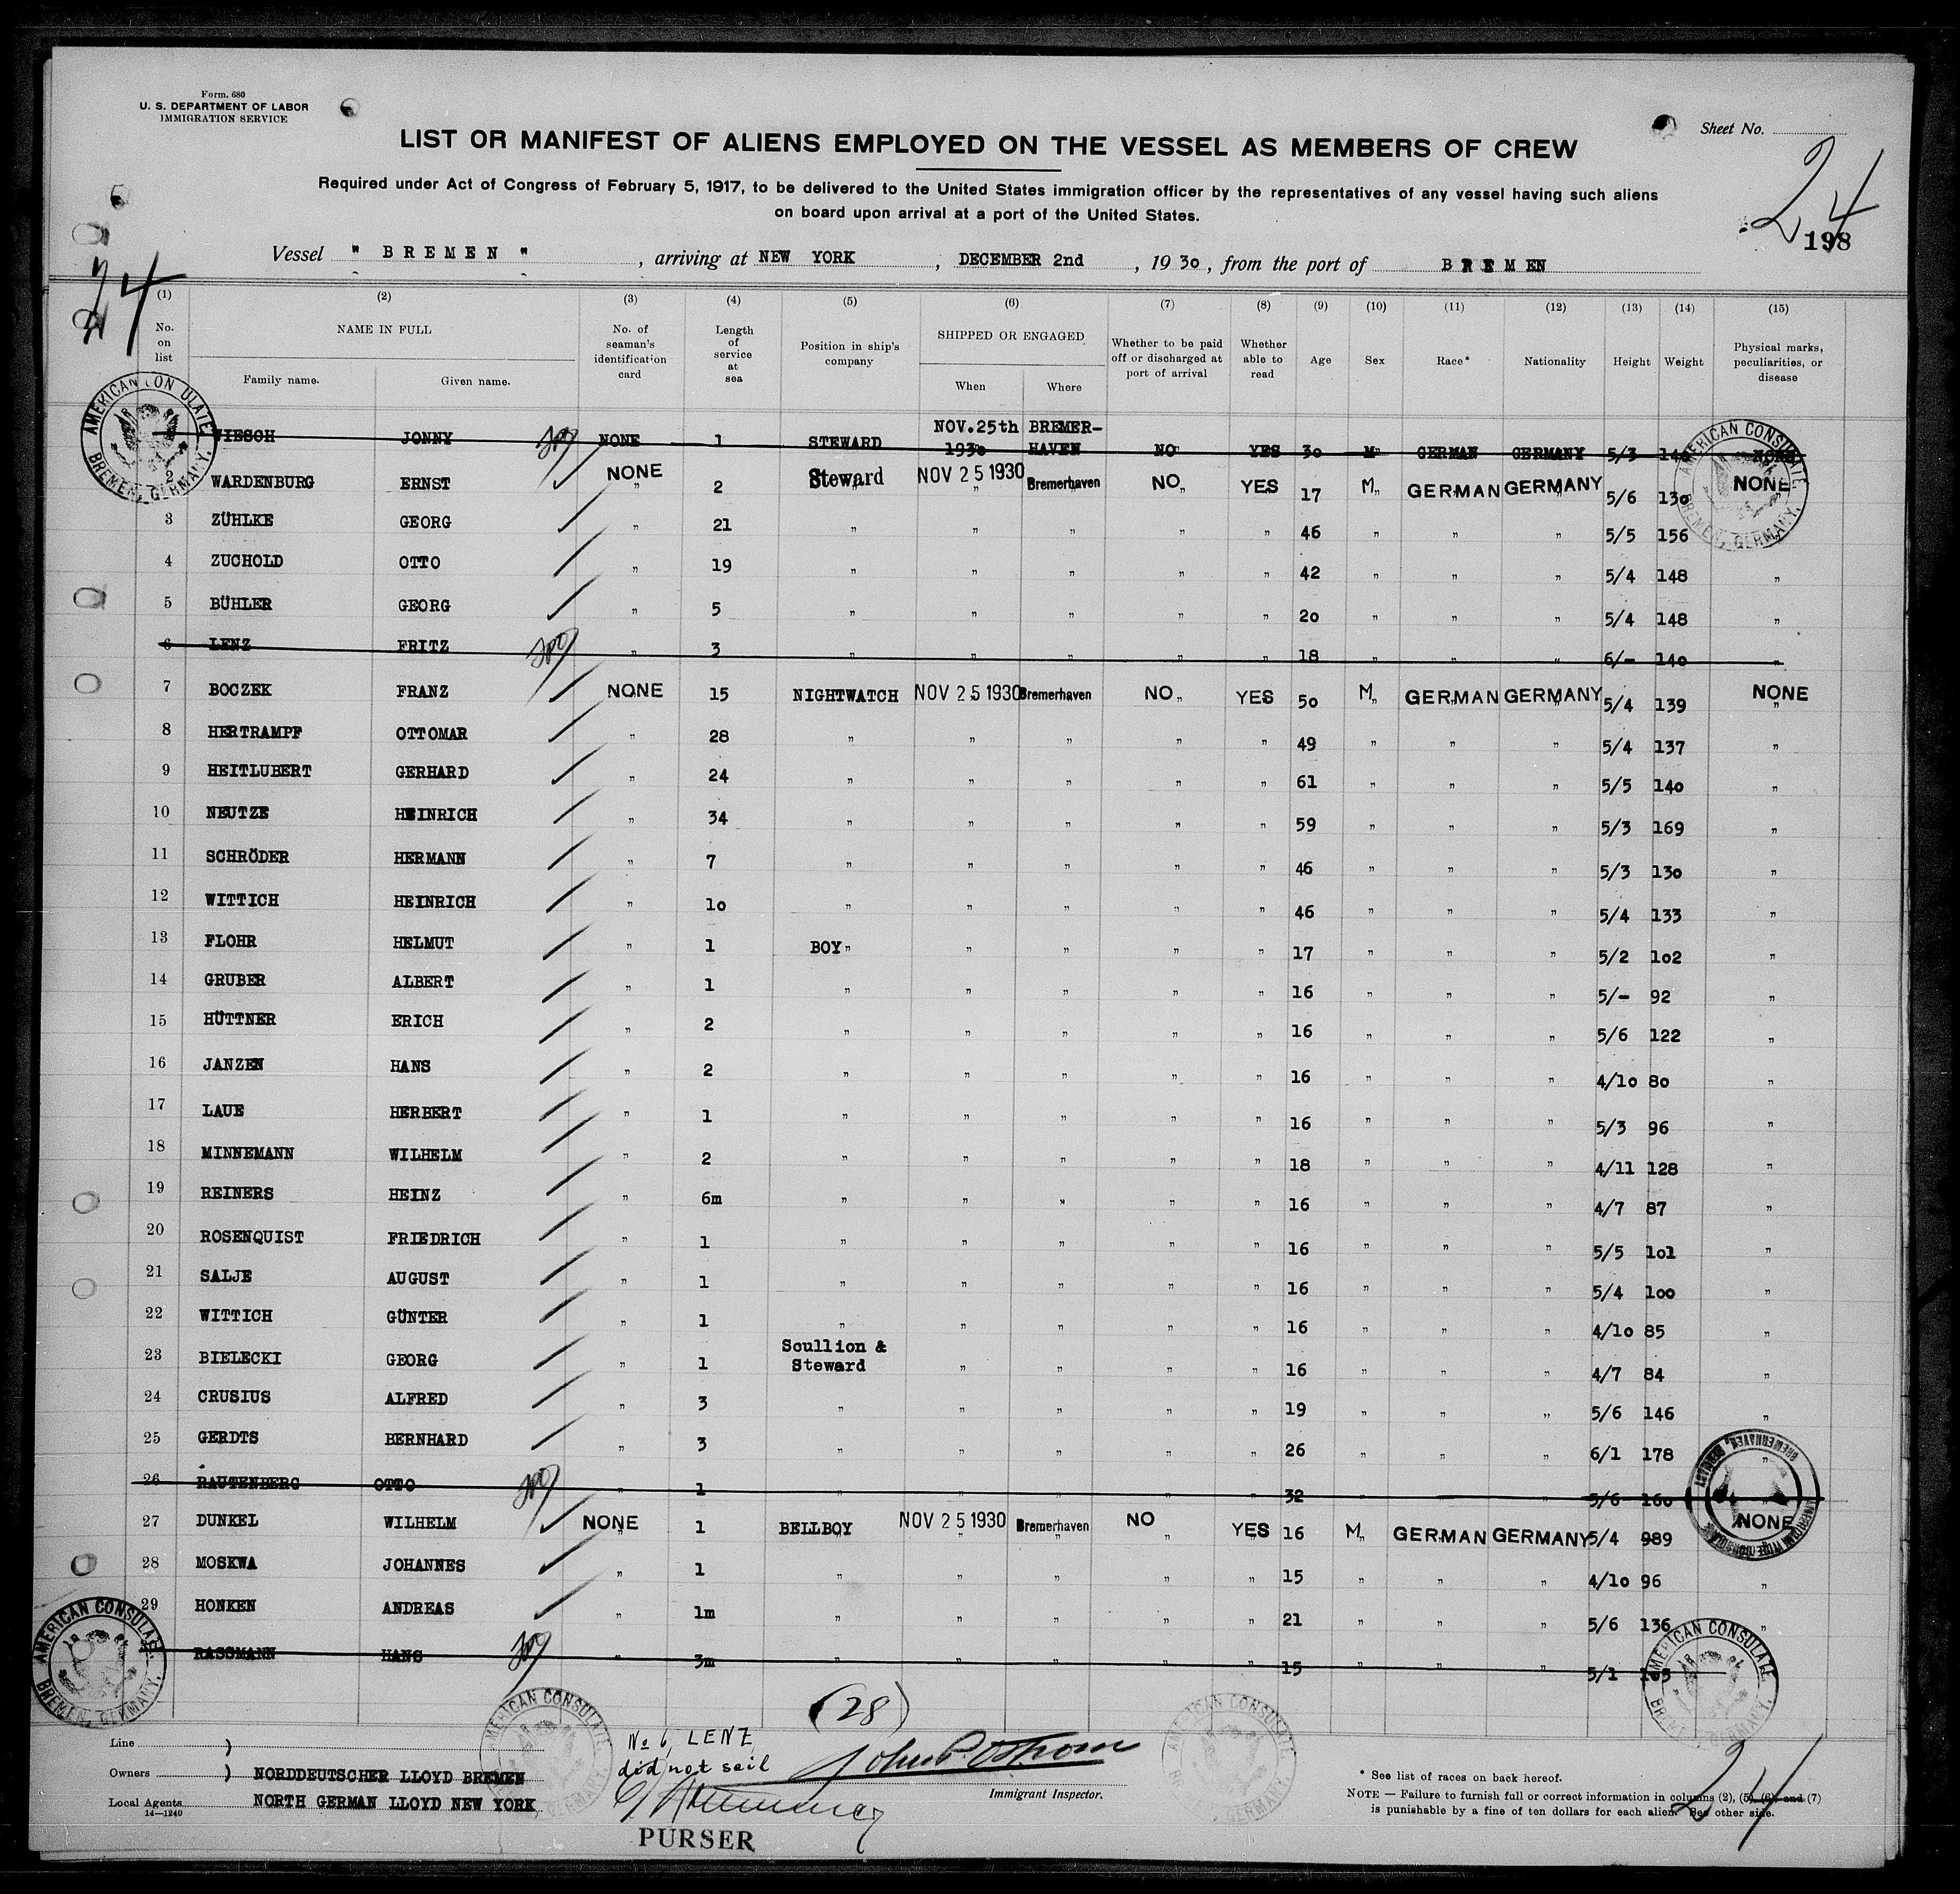 Form. 680
U. S. DEPARTMENT OF LABOR
IMMIGRATION SERVICE
Sheet No.
24
198
LIST OR MANIFEST OF ALIENS EMPLOYED ON THE VESSEL AS MEMBERS OF CREW
Required under Act of Congress of February 5, 1917, to be delivered to the United States immigration officer by the representatives of any vessel having such aliens
on board upon arrival at a port of the United States.
Vessel " BREMEN ", arriving at NEW YORK, DECEMBER 2nd, 1930, from the port of BREMEN
24
(1) (2) (3) (4) (5) (6) (7) (8) (9) (10) (11) (12) (13) (14) (15)
No. on list NAME IN FULL Family name. Given name. No. of seaman's identification card Length of service at sea Position in ship's company SHIPPED OR ENGAGED When Where Whether to be paid off or discharged at port of arrival Whether able to read Age Sex Race* Nationality Height Weight Physical marks, peculiarities, or disease
WIESCH JONNY NONE 1 STEWARD NOV.25th 1930 BREMER-HAVEN NO YES 30 M GERMAN GERMANY 5/3 NONE
2 WARDENBURG ERNST NONE 2 Steward NOV 25 1930 Bremerhaven NO YES 17 M GERMAN GERMANY 5/6 130 NONE
3 ZÜHLKE GEORG " 21 " " " " " 46 " " " 5/5 156
4 ZUCHOLD OTTO " 19 " " " " " 42 " " " 5/4 148 "
5 BÜHLER GEORG " 5 " " " " " 20 " " " 5/4 148 "
6 LENZ FRITZ " 3 " " " " " 18 " " " 6/- 140 "
7 BOCZEK FRANZ NONE 15 NIGHTWATCH NOV 25 1930 Bremerhaven NO YES 50 M GERMAN GERMANY 5/4 139 NONE
8 HERTRAMPF OTTOMAR " 28 " " " " " 49 " " " 5/4 137 "
9 HEITLUBERT GERHARD " 24 " " " " " 61 " " " 5/5 140 "
10 NEUTZE HEINRICH " 34 " " " " " 59 " " " 5/3 169 "
11 SCHRÖDER HERMANN " 7 " " " " " 46 " " " 5/3 130 "
12 WITTICH HEINRICH " 10 " " " " " 46 " " " 5/4 133 "
13 FLOHR HELMUT " 1 BOY " " " " " 17 " " " 5/2 102 "
14 GRUBER ALBERT " 1 " " " " " 16 " " " 5/- 92 "
15 HÜTTNER ERICH " 2 " " " " " 16 " " " 5/6 122 "
16 JANZEN HANS " 2 " " " " " 16 " " " 4/10 80 "
17 LAUE HERBERT " 1 " " " " " 16 " " " 5/3 96 "
18 MINNEMANN WILHELM " 2 " " " " " 18 " " " 4/11 128 "
19 REINERS HEINZ " 6m " " " " " 16 " " " 4/7 87 "
20 ROSENQUIST FRIEDRICH " 1 " " " " " 16 " " " 5/5 101 "
21 SALJE AUGUST " 1 " " " " " 16 " " " 5/4 100 "
22 WITTICH GÜNTER " 1 " " " " " 16 " " " 4/10 85 "
23 BIELECKI GEORG " 1 Scullion & Steward " " " " 16 " " " 4/7 84 "
24 CRUSIUS ALFRED " 3 " " " " " 19 " " " 5/6 146 "
25 GERDTS BERNHARD " 3 " " " " " 26 " " " 6/1 178 "
26 RAUTENBERG OTTO " 1 " " " " " 32 " " " 5/6 160 "
27 DUNKEL WILHELM NONE 1 BELLBOY NOV 25 1930 Bremerhaven NO YES 16 M GERMAN GERMANY 5/4 989 NONE
28 MOSKWA JOHANNES " 1 " " " " " 15 " " " 4/10 96 "
29 HONKEN ANDREAS " 1m " " " " " 21 " " " 5/6 136 "
RASSMANN HANS " 3m " " " " " 15 " " " 5/1
AMERICAN CONSULATE, BREMEN, GERMANY.
(28)
No 6, LENZ
did not sail
John P. Ostrom
Immigrant Inspector.
PURSER
Line
Owners NORDDEUTSCHER LLOYD BREMEN
Local Agents NORTH GERMAN LLOYD NEW YORK
14—1240
* See list of races on back hereof.
NOTE — Failure to furnish full or correct information in columns (2), (5), (6), and (7)
is punishable by a fine of ten dollars for each alien. See other side.
24